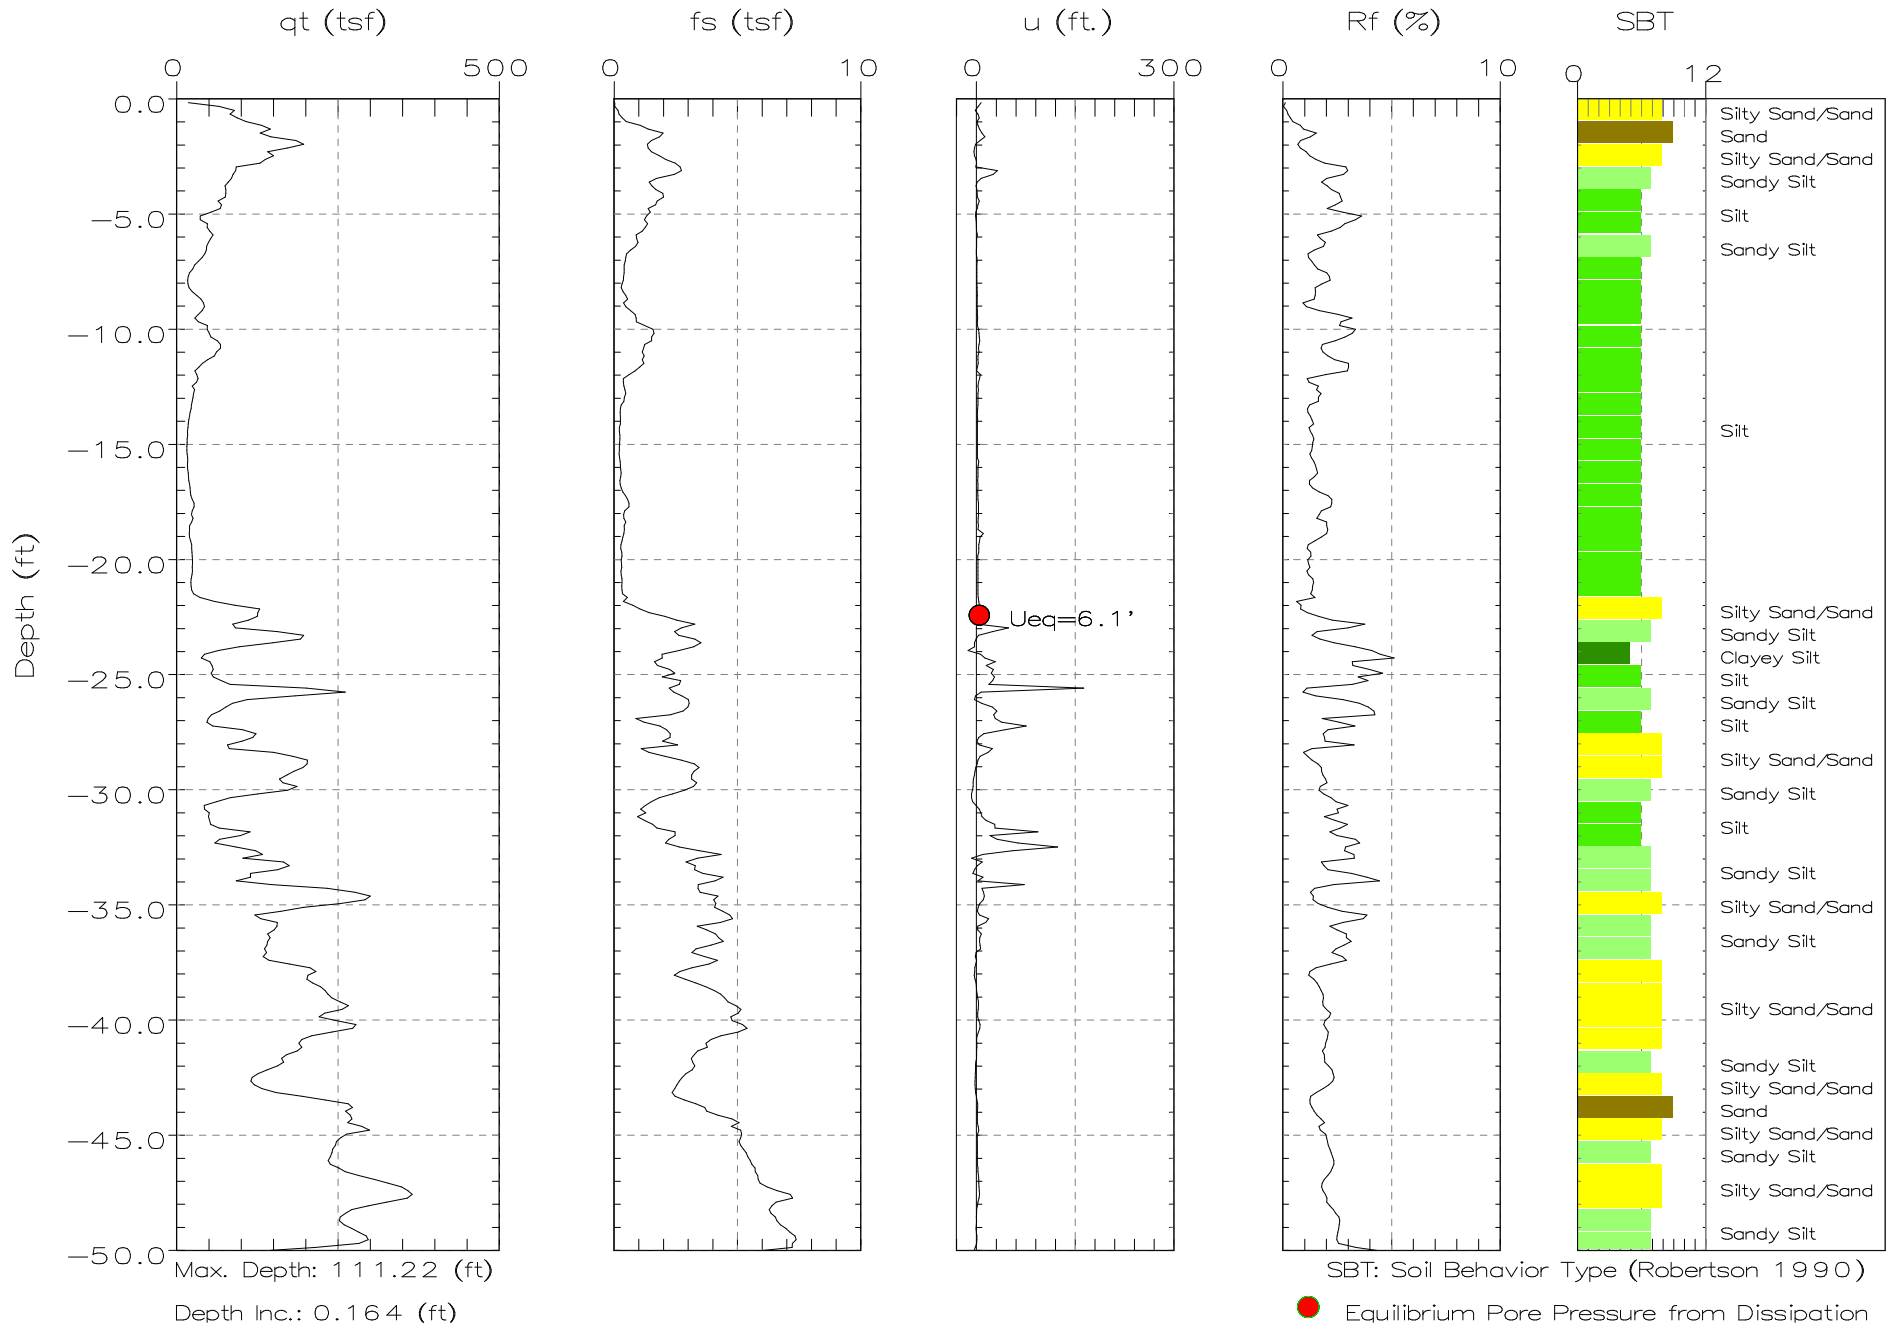 qt (tsf)
fs (tsf)
u (ft.)
Rf (%)
SBT
0 500
0 10
0 300
0 10
0 12
0.0
−5.0
−10.0
−15.0
−20.0
−25.0
−30.0
−35.0
−40.0
−45.0
−50.0
Depth (ft)
Ueq=6.1'
Silty Sand/Sand
Sand
Silty Sand/Sand
Sandy Silt
Silt
Sandy Silt
Silt
Silty Sand/Sand
Sandy Silt
Clayey Silt
Silt
Sandy Silt
Silt
Silty Sand/Sand
Sandy Silt
Silt
Sandy Silt
Silty Sand/Sand
Sandy Silt
Silty Sand/Sand
Sandy Silt
Silty Sand/Sand
Sand
Silty Sand/Sand
Sandy Silt
Silty Sand/Sand
Sandy Silt
Max. Depth: 111.22 (ft)
Depth Inc.: 0.164 (ft)
SBT: Soil Behavior Type (Robertson 1990)
Equilibrium Pore Pressure from Dissipation